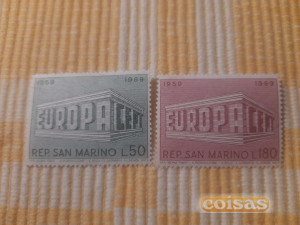 1959 1969
EUROPA CEPT
REP. SAN MARINO L.50
1959 1969
EUROPA CEPT
REP. SAN MARINO L.180
coisas